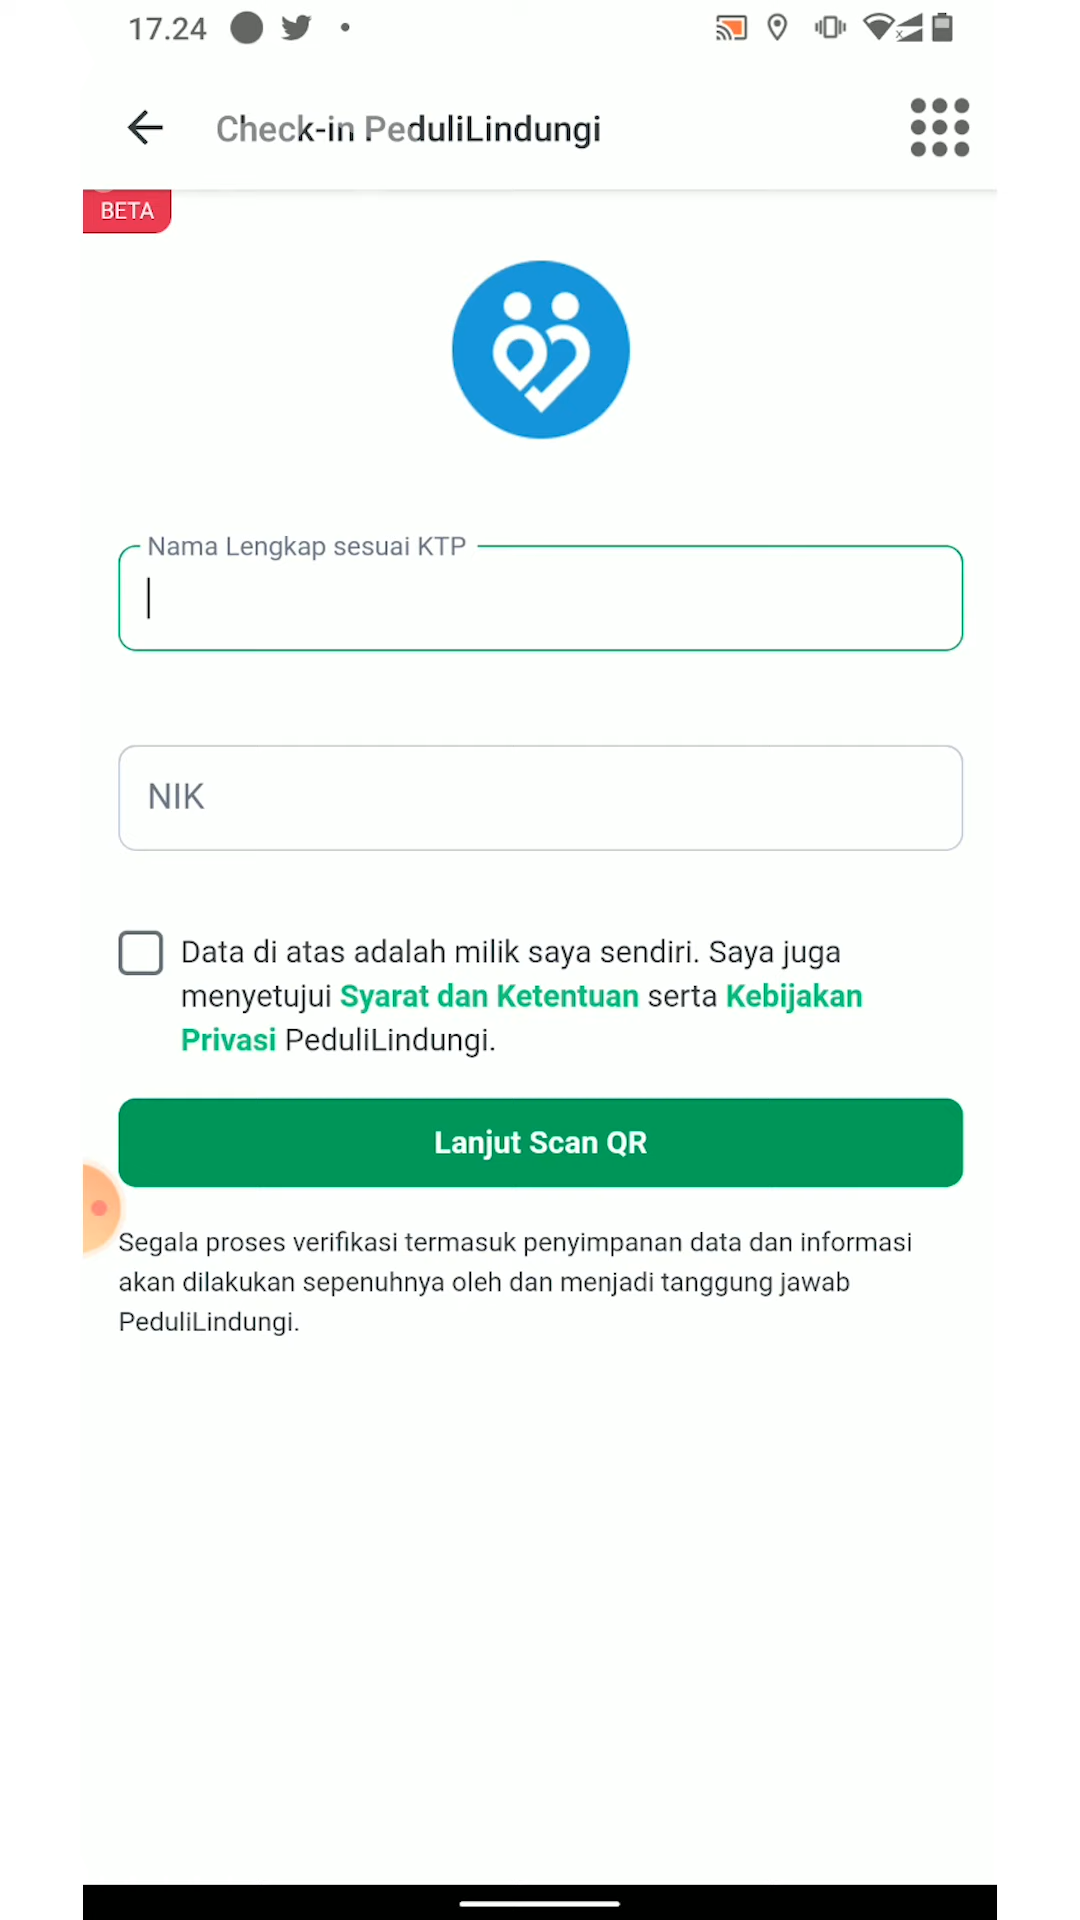 17.24
Check-in PeduliLindungi
BETA
Nama Lengkap sesuai KTP
NIK
Data di atas adalah milik saya sendiri. Saya juga
menyetujui Syarat dan Ketentuan serta Kebijakan
Privasi PeduliLindungi.
Lanjut Scan QR
Segala proses verifikasi termasuk penyimpanan data dan informasi
akan dilakukan sepenuhnya oleh dan menjadi tanggung jawab
PeduliLindungi.